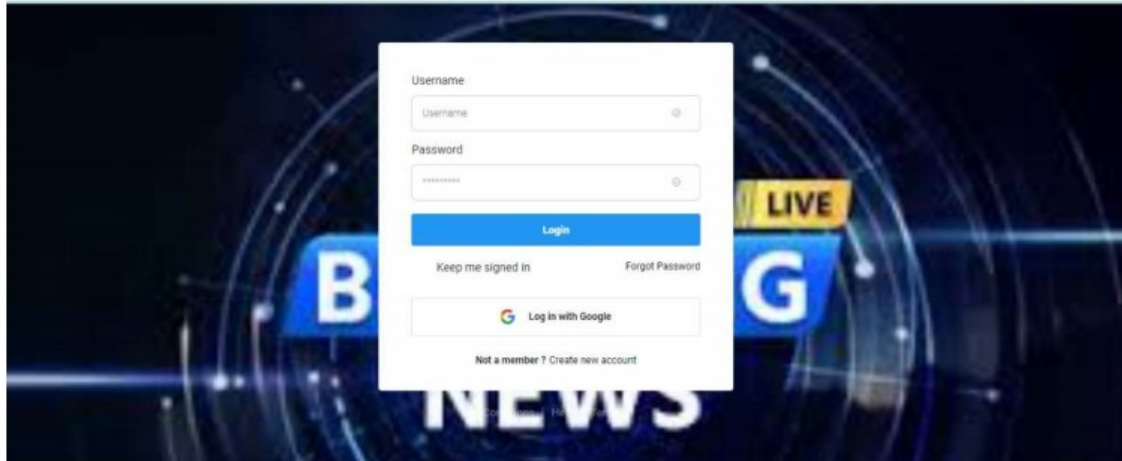 Username
Username
Password
*********
LIVE
Login
B G
Keep me signed in
Forgot Password
Log in with Google
Not a member ? Create new account
NEWS